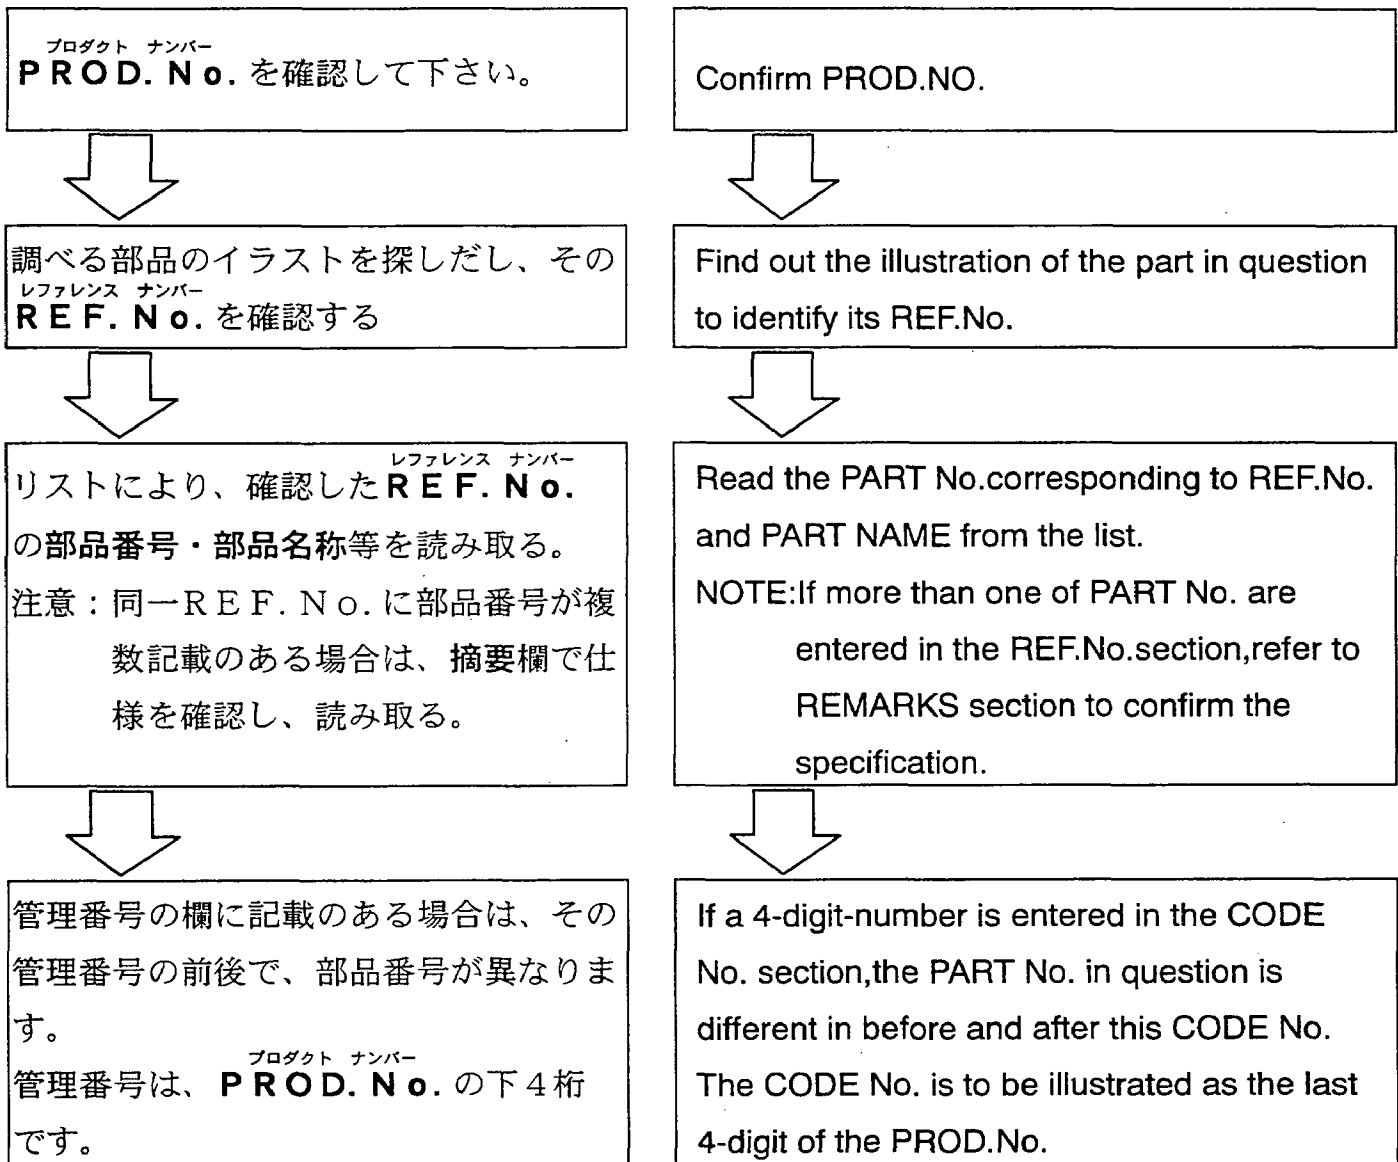 プロダクト ナンバー
PROD. No. を確認して下さい。
レファレンス ナンバー
調べる部品のイラストを探しだし、その
REF. No. を確認する
レファレンス ナンバー
リストにより、確認したREF. No.
の部品番号・部品名称等を読み取る。
注意：同一REF. No. に部品番号が複
数記載のある場合は、摘要欄で仕
様を確認し、読み取る。
管理番号の欄に記載のある場合は、その
管理番号の前後で、部品番号が異なりま
す。
プロダクト ナンバー
管理番号は、PROD. No. の下4桁
です。
Confirm PROD.NO.
Find out the illustration of the part in question
to identify its REF.No.
Read the PART No.corresponding to REF.No.
and PART NAME from the list.
NOTE:If more than one of PART No. are
entered in the REF.No.section,refer to
REMARKS section to confirm the
specification.
If a 4-digit-number is entered in the CODE
No. section,the PART No. in question is
different in before and after this CODE No.
The CODE No. is to be illustrated as the last
4-digit of the PROD.No.